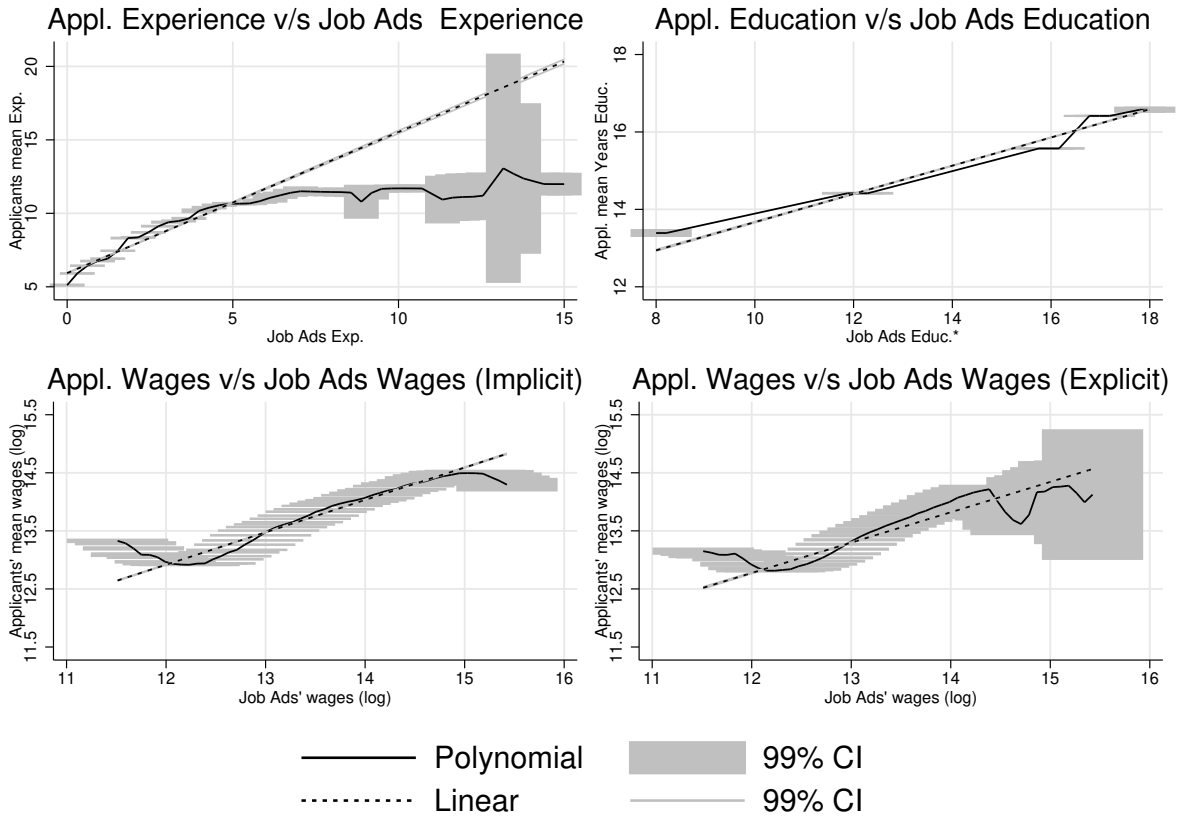 Appl. Experience v/s Job Ads  Experience
Applicants mean Exp.
20
15
10
5
0
5
10
15
Job Ads Exp.
Appl. Education v/s Job Ads Education
Appl. mean Years Educ.
18
16
14
12
8
10
12
14
16
18
Job Ads Educ.*
Appl. Wages v/s Job Ads Wages (Implicit)
Applicants' mean wages (log)
15.5
14.5
13.5
12.5
11.5
11
12
13
14
15
16
Job Ads' wages (log)
Appl. Wages v/s Job Ads Wages (Explicit)
Applicants' mean wages (log)
15.5
14.5
13.5
12.5
11.5
11
12
13
14
15
16
Job Ads' wages (log)
Polynomial
99% CI
Linear
99% CI